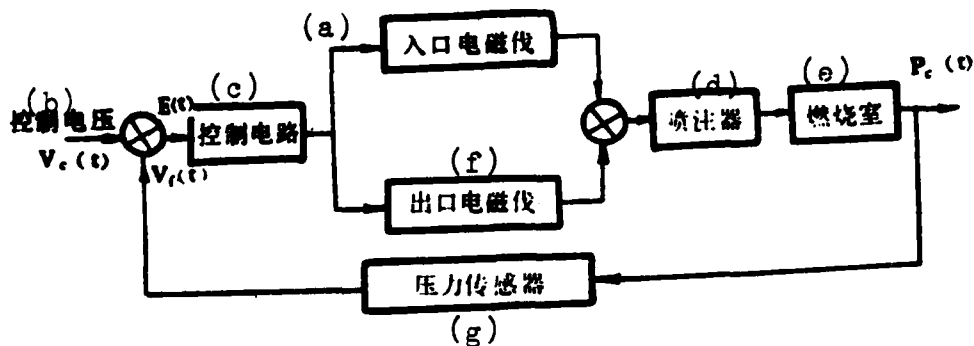 (a)
入口电磁伐
(b)
控制电压
V_c(t)
E(t)
(c)
控制电路
V_f(t)
(d)
喷注器
(e)
燃烧室
P_c(t)
(f)
出口电磁伐
压力传感器
(g)